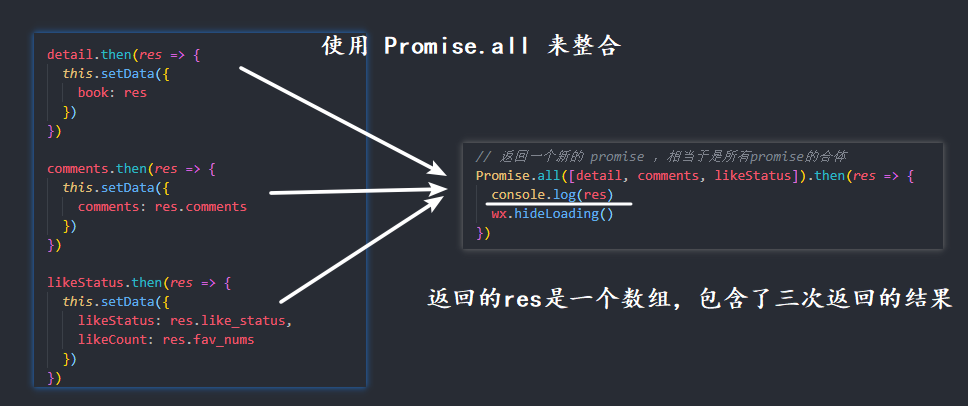 使用 Promise.all 来整合
detail.then(res => {
this.setData({
book: res
})
})
comments.then(res => {
this.setData({
comments: res.comments
})
})
likeStatus.then(res => {
this.setData({
likeStatus: res.like_status,
likeCount: res.fav_nums
})
})
// 返回一个新的 promise ，相当于是所有promise的合体
Promise.all([detail, comments, likeStatus]).then(res => {
console.log(res)
wx.hideLoading()
})
返回的res是一个数组，包含了三次返回的结果